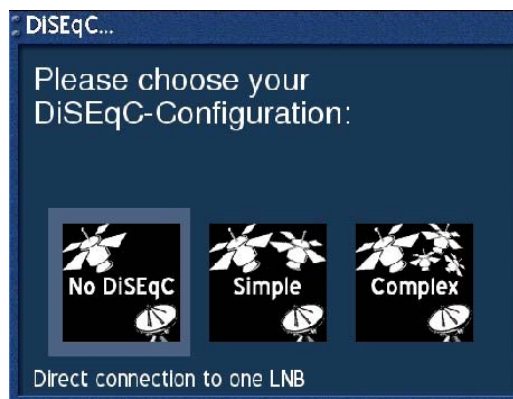 DiSEqC...
Please choose your
DiSEqC-Configuration:
No DiSEqC Simple Complex
Direct connection to one LNB